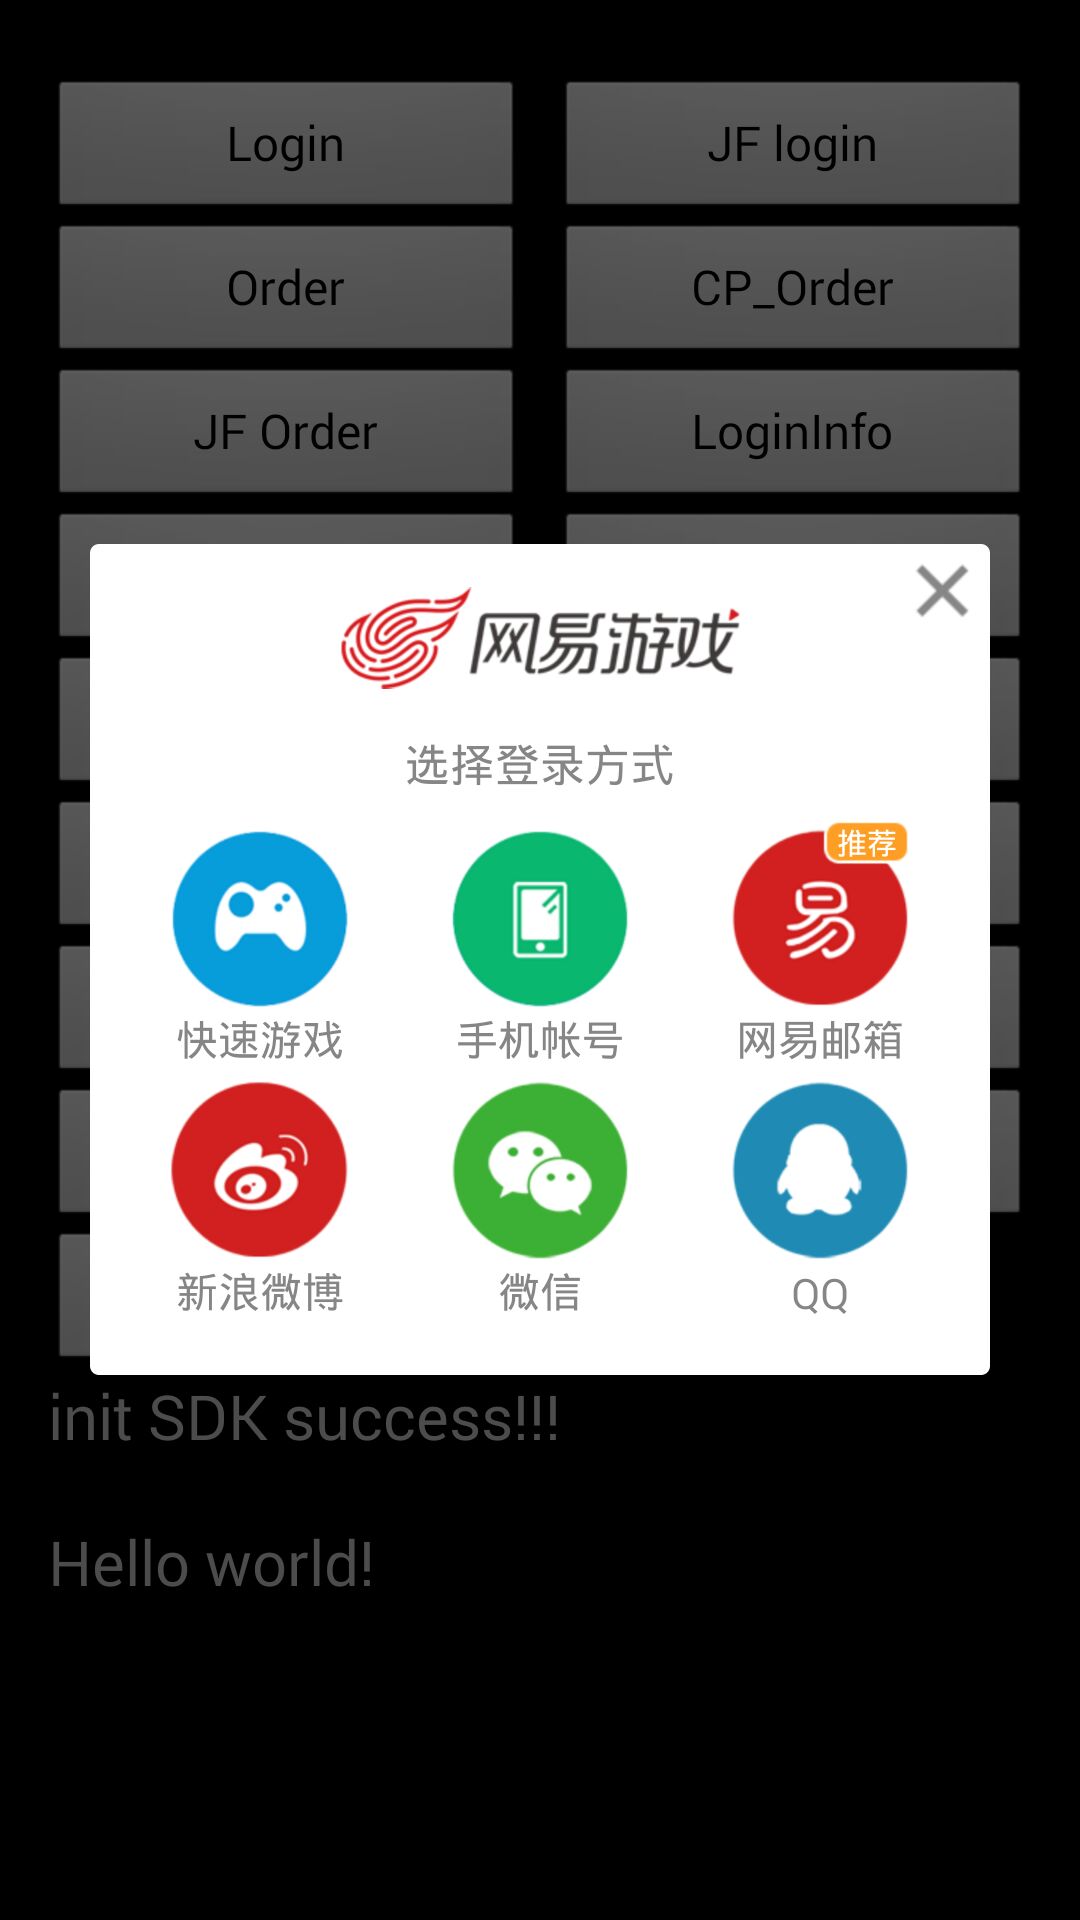 Login
JF login
Order
CP_Order
JF Order
LoginInfo
网易游戏
选择登录方式
推荐
易
快速游戏
手机帐号
网易邮箱
新浪微博
微信
QQ
init SDK success!!!
Hello world!